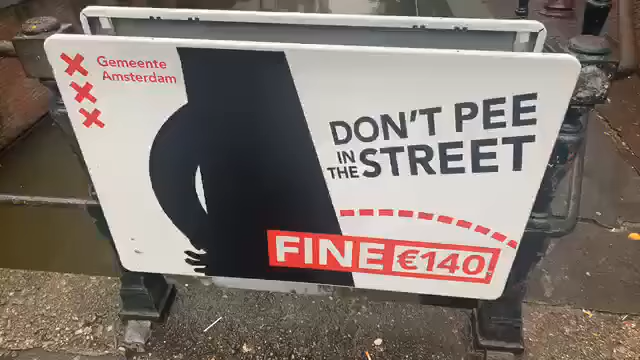 Gemeente
Amsterdam
DON'T PEE
IN
THE STREET
FINE €140